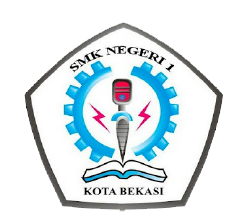 SMK NEGERI 1
KOTA BEKASI